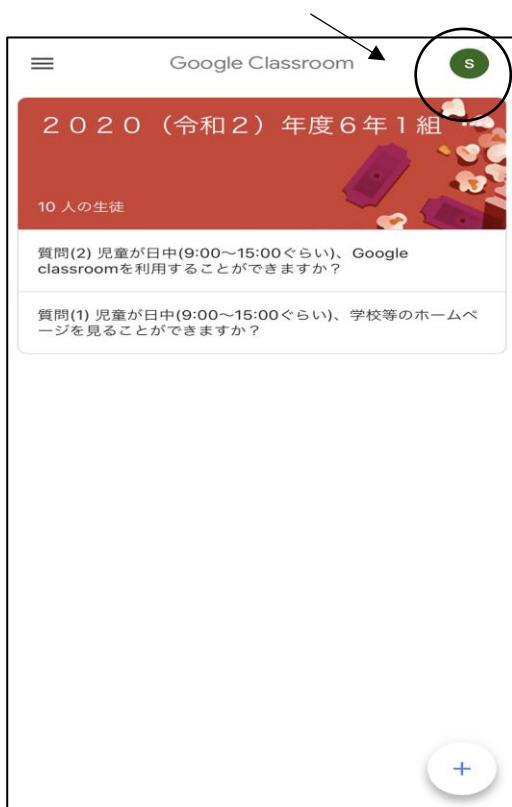 Google Classroom
S
２０２０（令和２）年度６年１組
10 人の生徒
質問(2) 児童が日中(9:00〜15:00ぐらい)、Google
classroomを利用することができますか？
質問(1) 児童が日中(9:00〜15:00ぐらい)、学校等のホームペ
ージを見ることができますか？